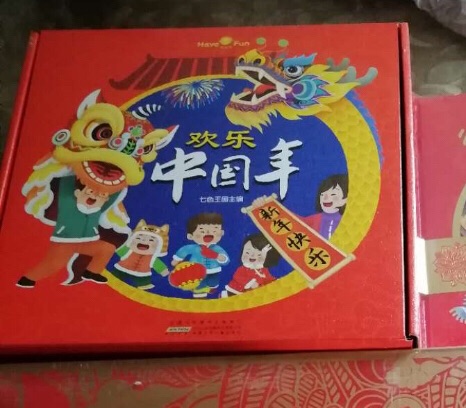 Have Fun
欢乐
中国年
七色王国主编
新年快乐